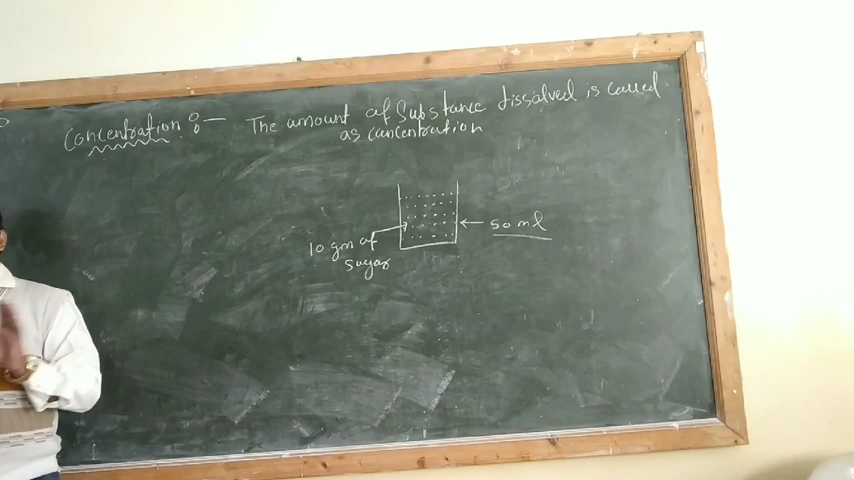 Concentration :— The amount of Substance dissolved is called
as concentration
50 ml
10 gm of
sugar